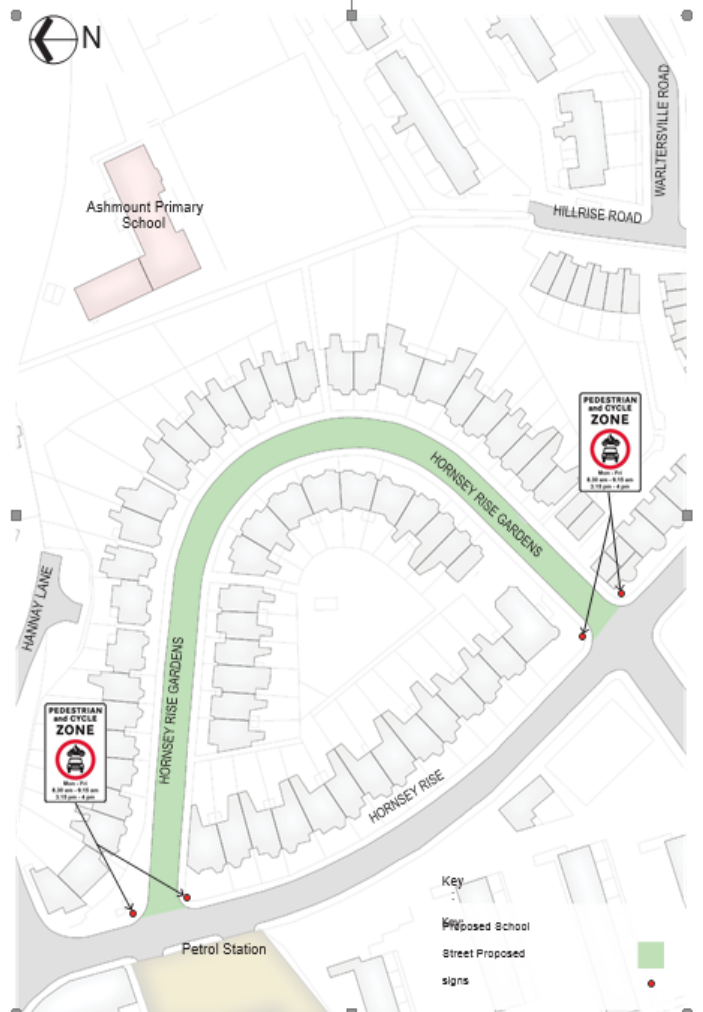 N
WARLTERSVILLE ROAD
Ashmount Primary
School
HILLRISE ROAD
PEDESTRIAN
and CYCLE
ZONE
Mon - Fri
8.30 am - 9.15 am
3.15 pm - 4 pm
HORNSEY RISE GARDENS
HANNAY LANE
HORNSEY RISE GARDENS
PEDESTRIAN
and CYCLE
ZONE
Mon - Fri
8.30 am - 9.15 am
3.15 pm - 4 pm
HORNSEY RISE
Petrol Station
Key
:
Key:
Proposed School
Street Proposed
signs